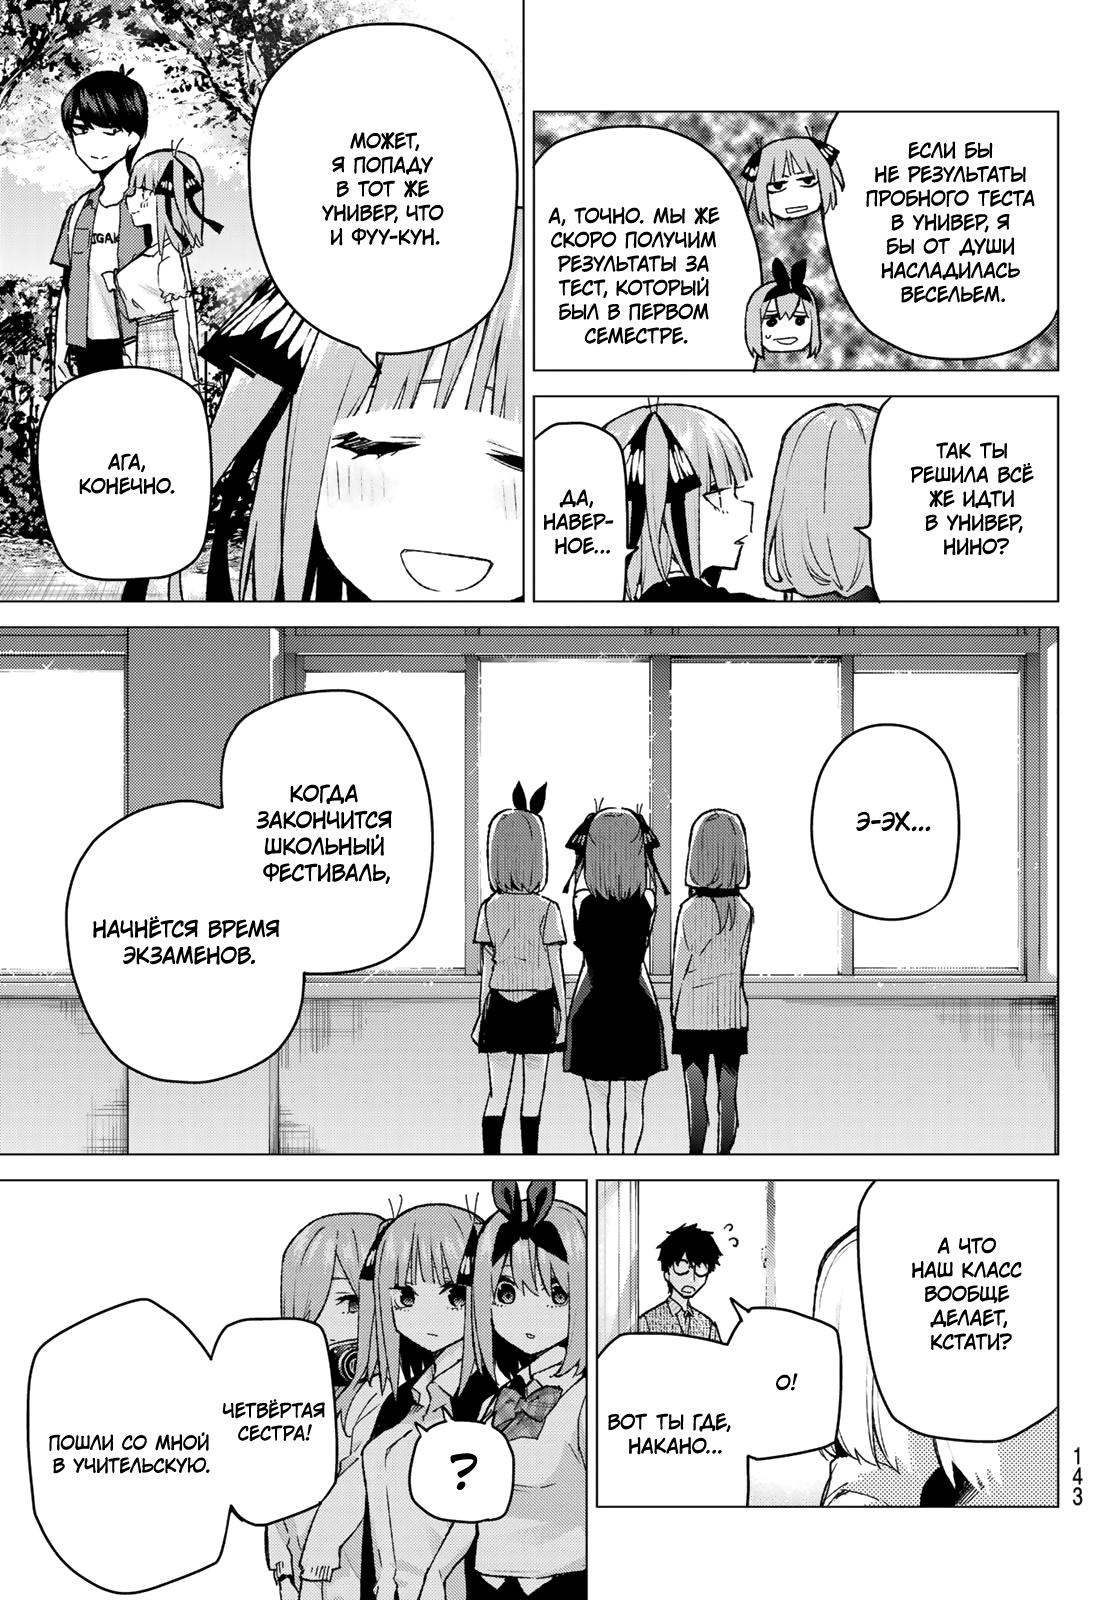 ЕСЛИ БЫ
НЕ РЕЗУЛЬТАТЫ
ПРОБНОГО ТЕСТА
В УНИВЕР, Я
БЫ ОТ ДУШИ
НАСЛАДИЛАСЬ
ВЕСЕЛЬЕМ.
А, ТОЧНО. МЫ ЖЕ
СКОРО ПОЛУЧИМ
РЕЗУЛЬТАТЫ ЗА
ТЕСТ, КОТОРЫЙ
БЫЛ В ПЕРВОМ
СЕМЕСТРЕ.
ТАК ТЫ
РЕШИЛА ВСЁ
ЖЕ ИДТИ
В УНИВЕР,
НИНО?
ДА,
НАВЕР-
НОЕ...
МОЖЕТ,
Я ПОПАДУ
В ТОТ ЖЕ
УНИВЕР, ЧТО
И ФУУ-КУН.
АГА,
КОНЕЧНО.
Э-ЭХ...
КОГДА
ЗАКОНЧИТСЯ
ШКОЛЬНЫЙ
ФЕСТИВАЛЬ,
НАЧНЁТСЯ ВРЕМЯ
ЭКЗАМЕНОВ.
А ЧТО
НАШ КЛАСС
ВООБЩЕ
ДЕЛАЕТ,
КСТАТИ?
О!
ВОТ ТЫ ГДЕ,
НАКАНО...
?
ЧЕТВЁРТАЯ
СЕСТРА!
ПОШЛИ СО МНОЙ
В УЧИТЕЛЬСКУЮ.
143